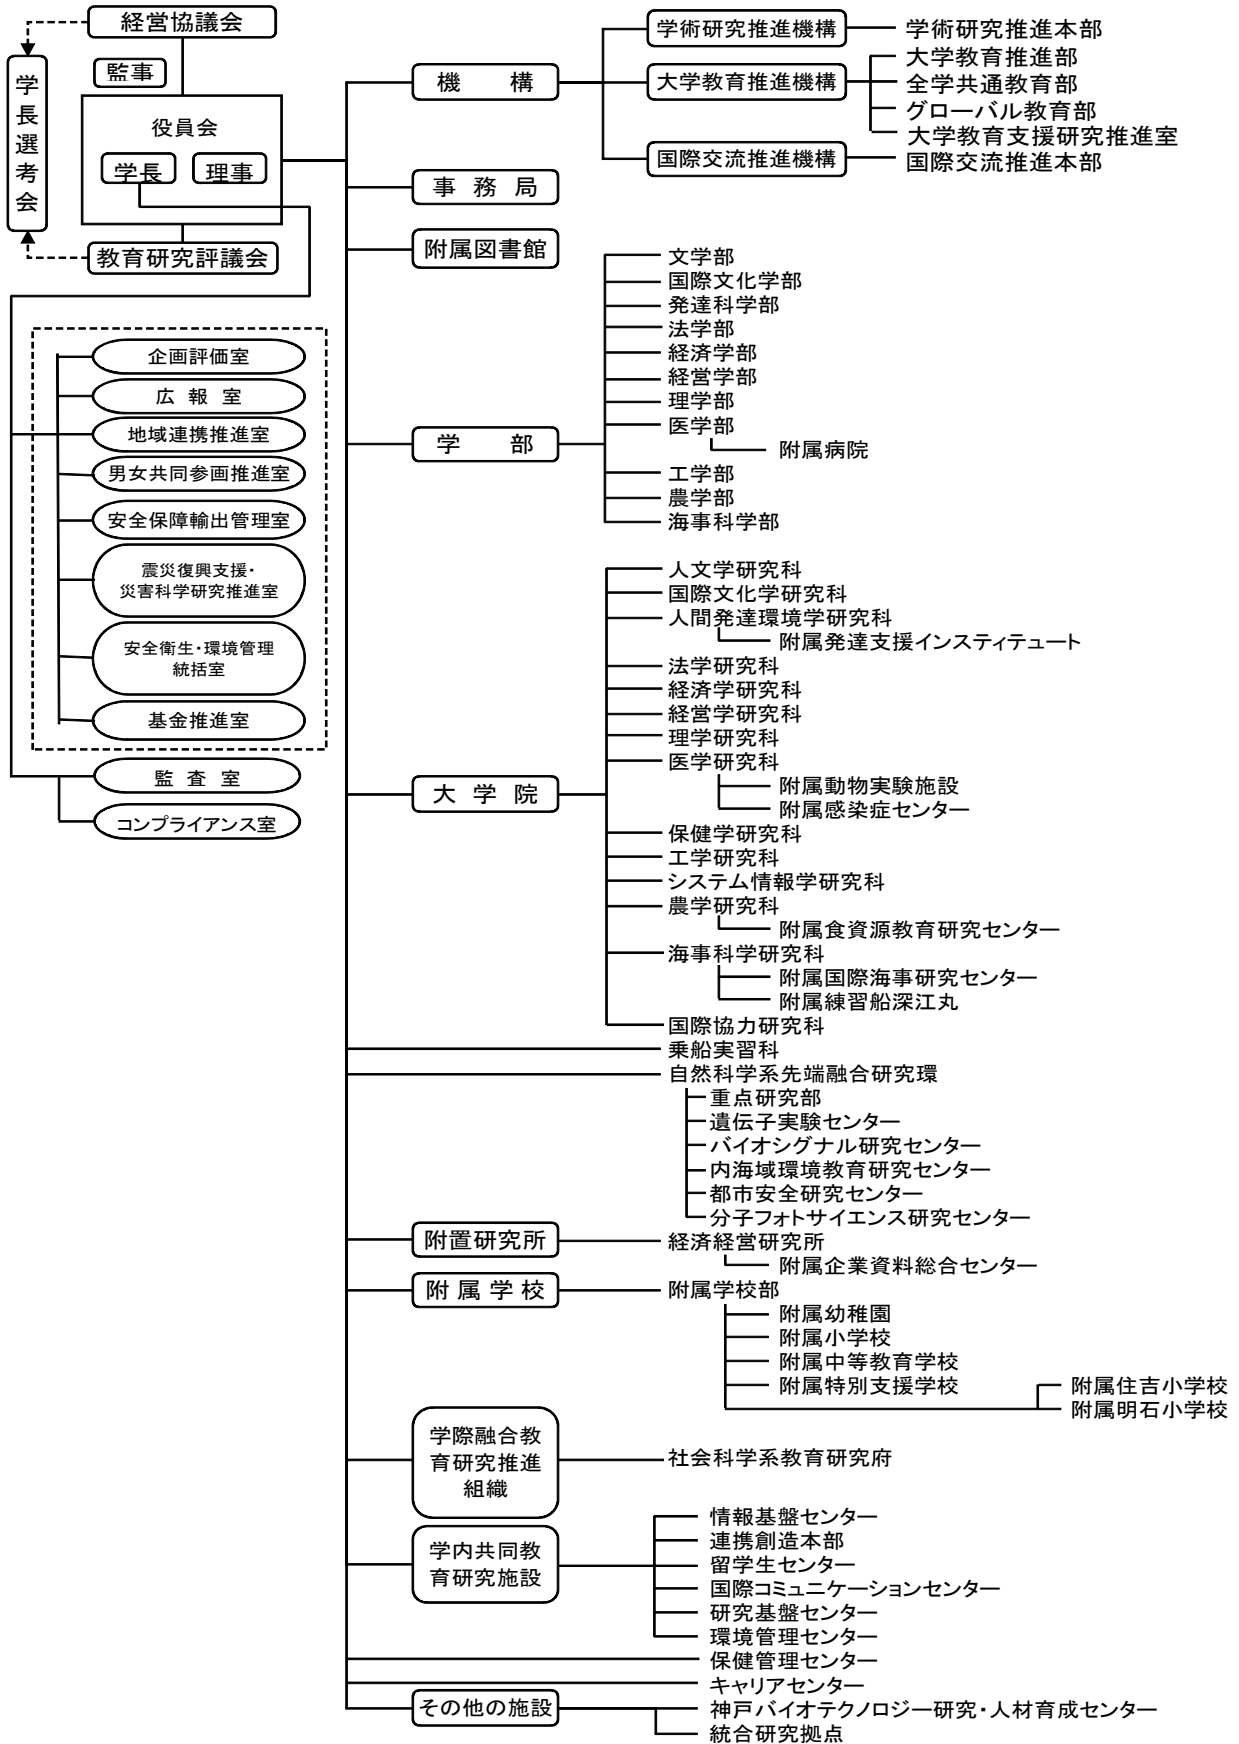 経営協議会
監事
学長選考会
役員会
学長
理事
教育研究評議会
企画評価室
広報室
地域連携推進室
男女共同参画推進室
安全保障輸出管理室
震災復興支援・
災害科学研究推進室
安全衛生・環境管理
統括室
基金推進室
監査室
コンプライアンス室
機構
学術研究推進機構
学術研究推進本部
大学教育推進機構
大学教育推進部
全学共通教育部
グローバル教育部
大学教育支援研究推進室
国際交流推進機構
国際交流推進本部
事務局
附属図書館
学部
文学部
国際文化学部
発達科学部
法学部
経済学部
経営学部
理学部
医学部
附属病院
工学部
農学部
海事科学部
大学院
人文学研究科
国際文化学研究科
人間発達環境学研究科
附属発達支援インスティテュート
法学研究科
経済学研究科
経営学研究科
理学研究科
医学研究科
附属動物実験施設
附属感染症センター
保健学研究科
工学研究科
システム情報学研究科
農学研究科
附属食資源教育研究センター
海事科学研究科
附属国際海事研究センター
附属練習船深江丸
国際協力研究科
乗船実習科
自然科学系先端融合研究環
重点研究部
遺伝子実験センター
バイオシグナル研究センター
内海域環境教育研究センター
都市安全研究センター
分子フォトサイエンス研究センター
附置研究所
経済経営研究所
附属企業資料総合センター
附属学校
附属学校部
附属幼稚園
附属小学校
附属中等教育学校
附属特別支援学校
附属住吉小学校
附属明石小学校
学際融合教
育研究推進
組織
社会科学系教育研究府
学内共同教
育研究施設
情報基盤センター
連携創造本部
留学生センター
国際コミュニケーションセンター
研究基盤センター
環境管理センター
保健管理センター
キャリアセンター
その他の施設
神戸バイオテクノロジー研究・人材育成センター
統合研究拠点